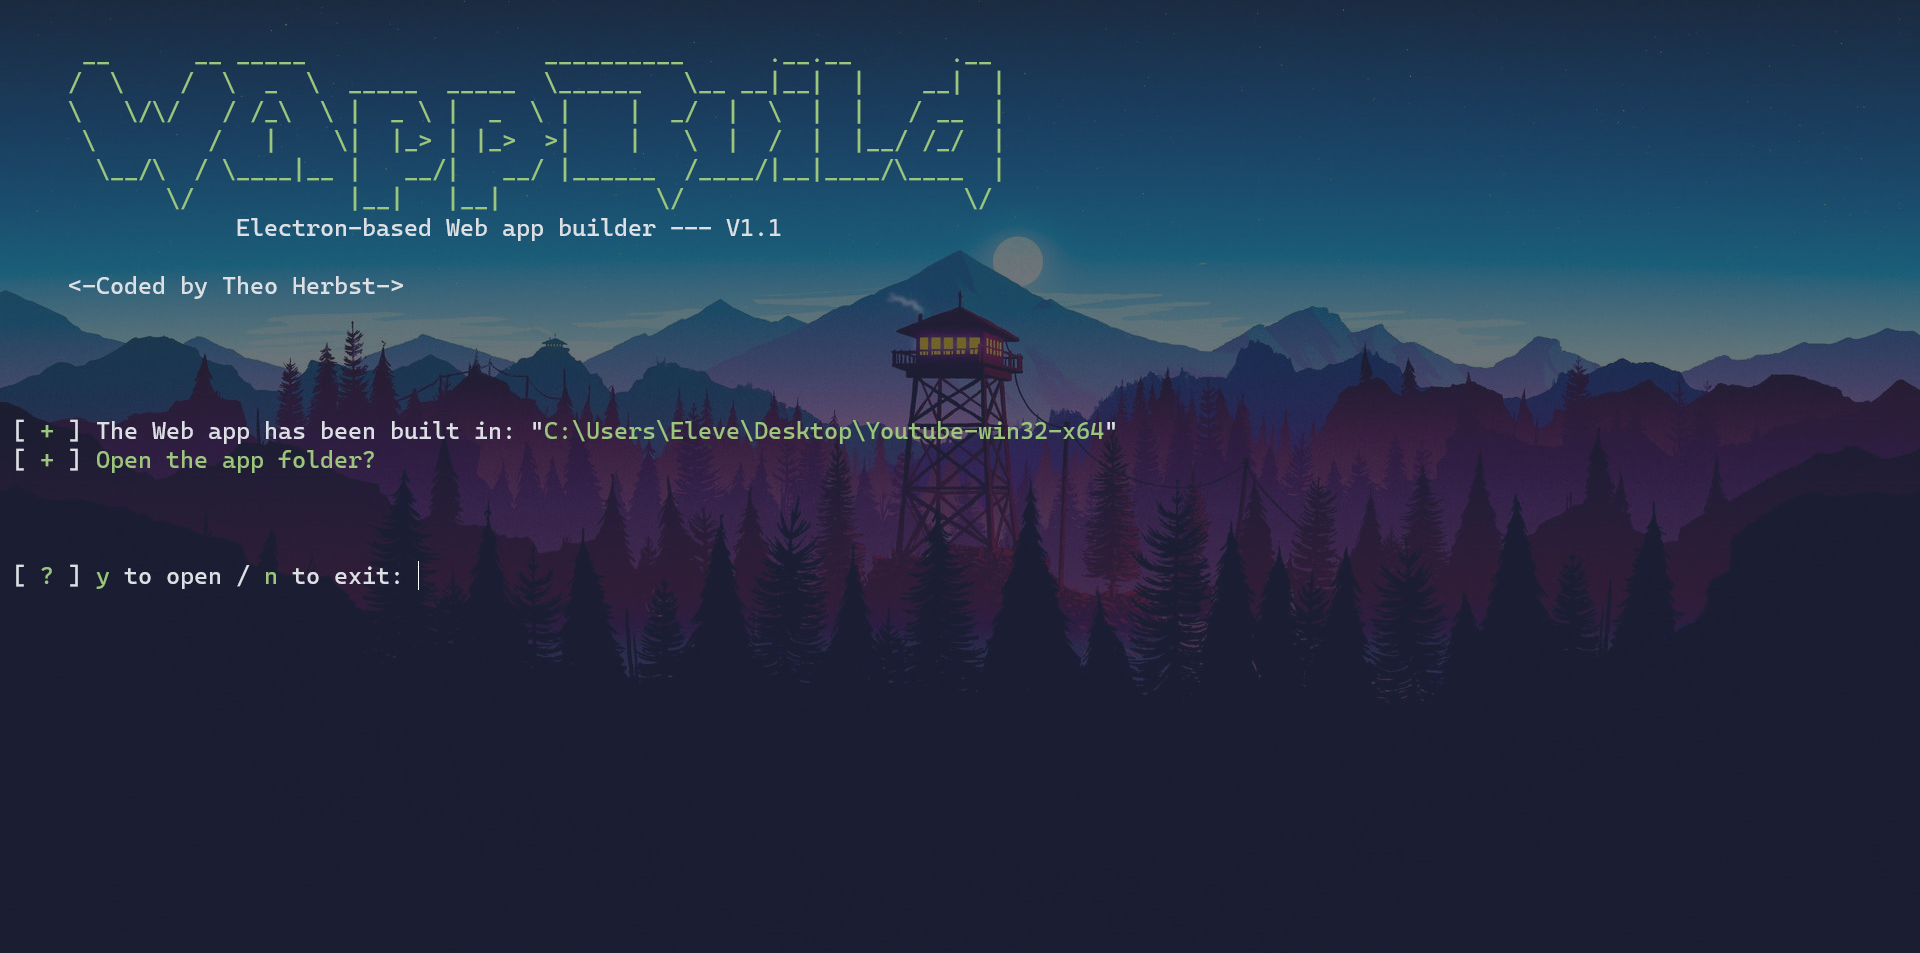 WAppBuild
Electron-based Web app builder --- V1.1
<-Coded by Theo Herbst->
[ + ] The Web app has been built in: "C:\Users\Eleve\Desktop\Youtube-win32-x64"
[ + ] Open the app folder?
[ ? ] y to open / n to exit: